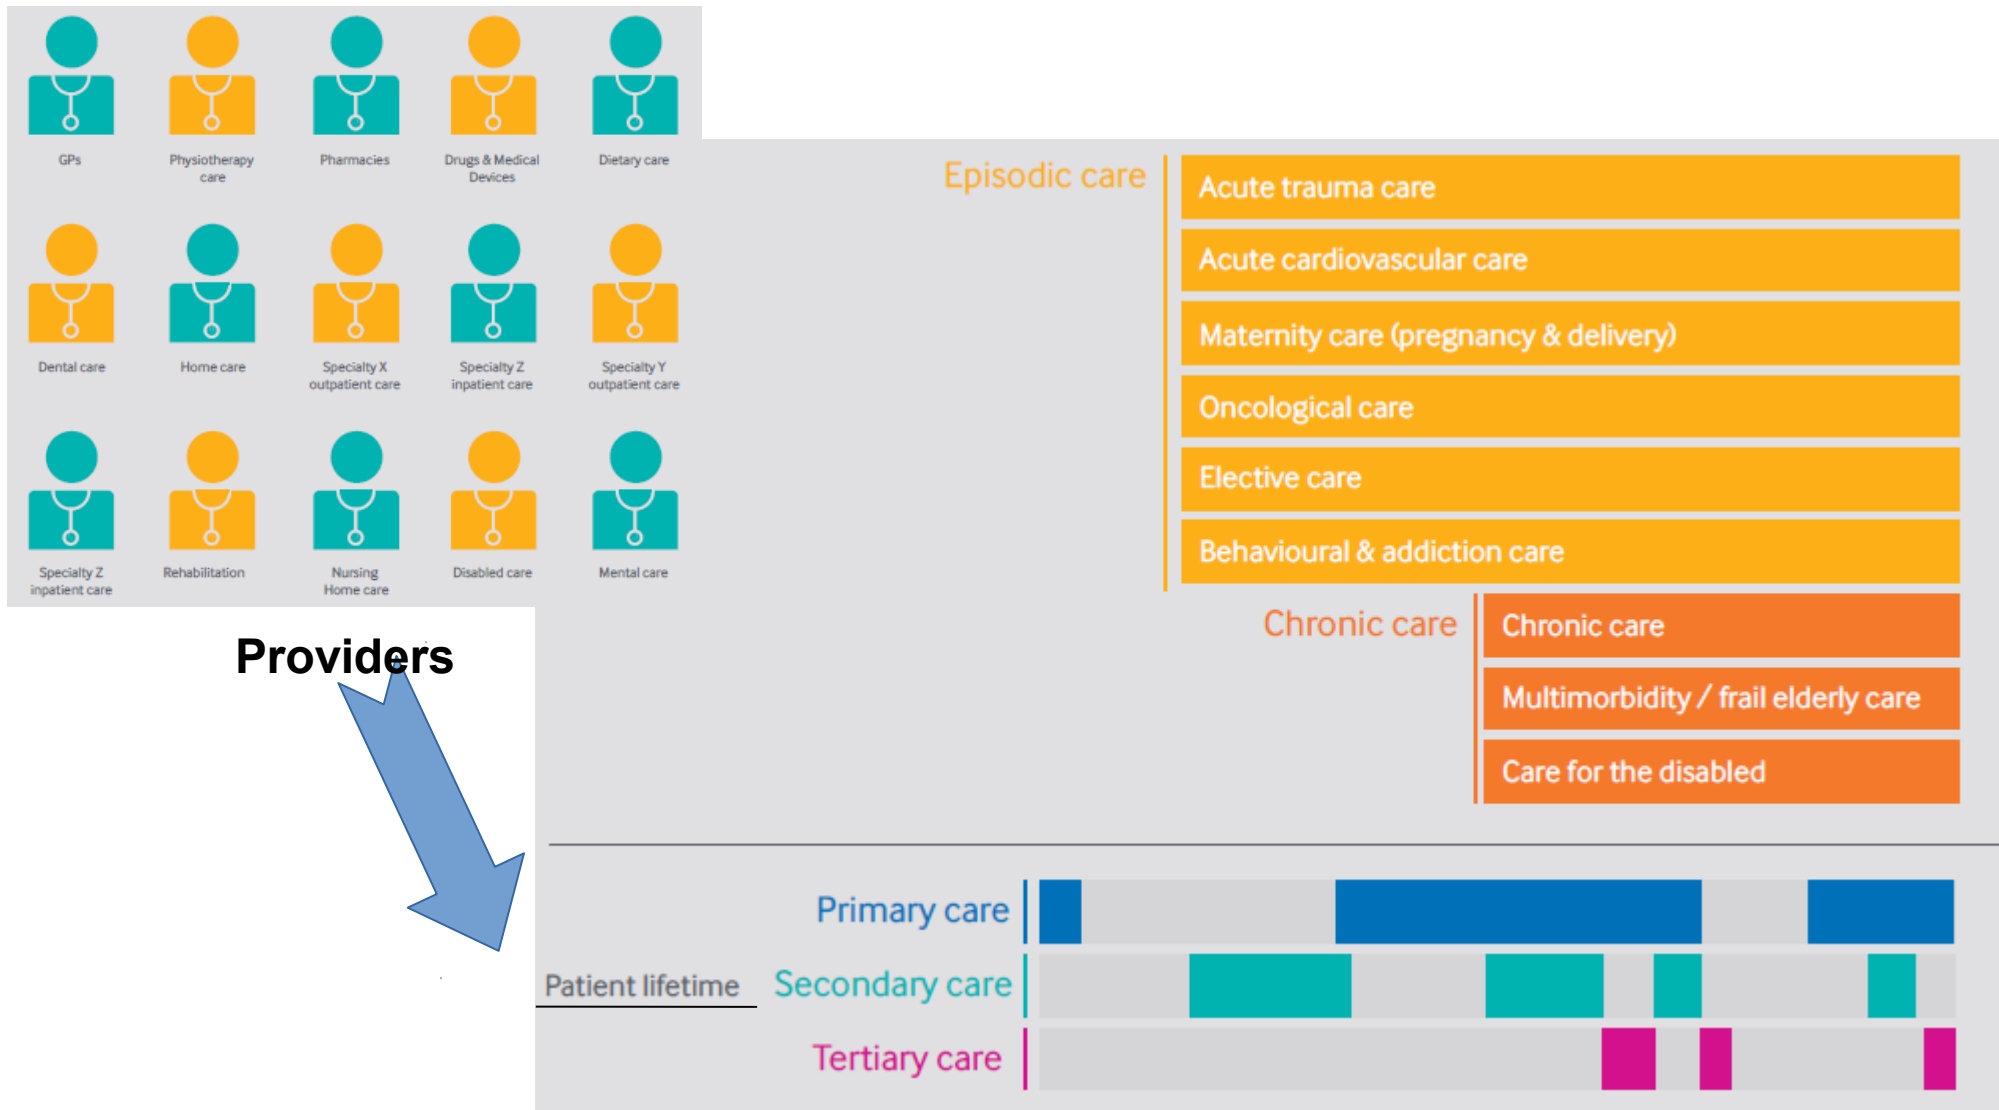 GPs
Physiotherapy
care
Pharmacies
Drugs & Medical
Devices
Dietary care
Dental care
Home care
Specialty X
outpatient care
Specialty Z
inpatient care
Specialty Y
outpatient care
Specialty Z
inpatient care
Rehabilitation
Nursing
Home care
Disabled care
Mental care
Providers
Episodic care
Acute trauma care
Acute cardiovascular care
Maternity care (pregnancy & delivery)
Oncological care
Elective care
Behavioural & addiction care
Chronic care
Chronic care
Multimorbidity / frail elderly care
Care for the disabled
Patient lifetime
Primary care
Secondary care
Tertiary care